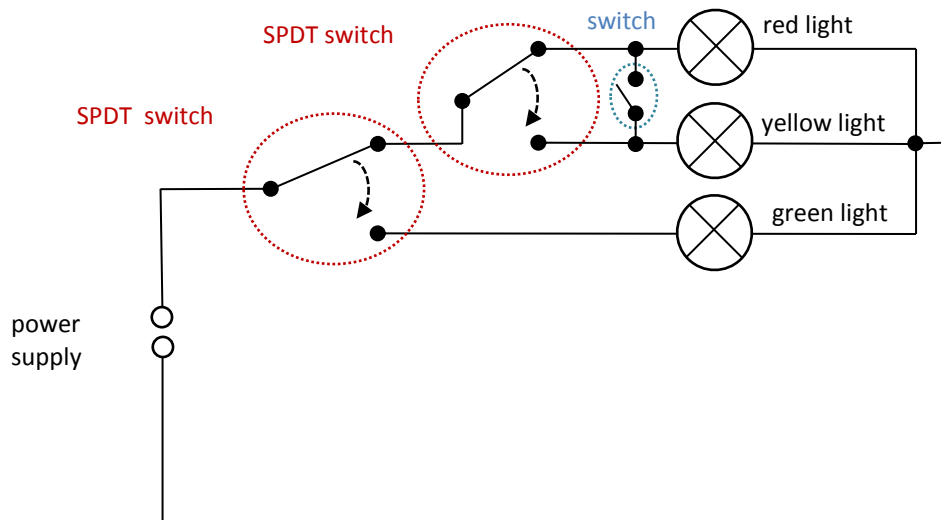 switch
red light
SPDT switch
SPDT switch
yellow light
green light
power
supply